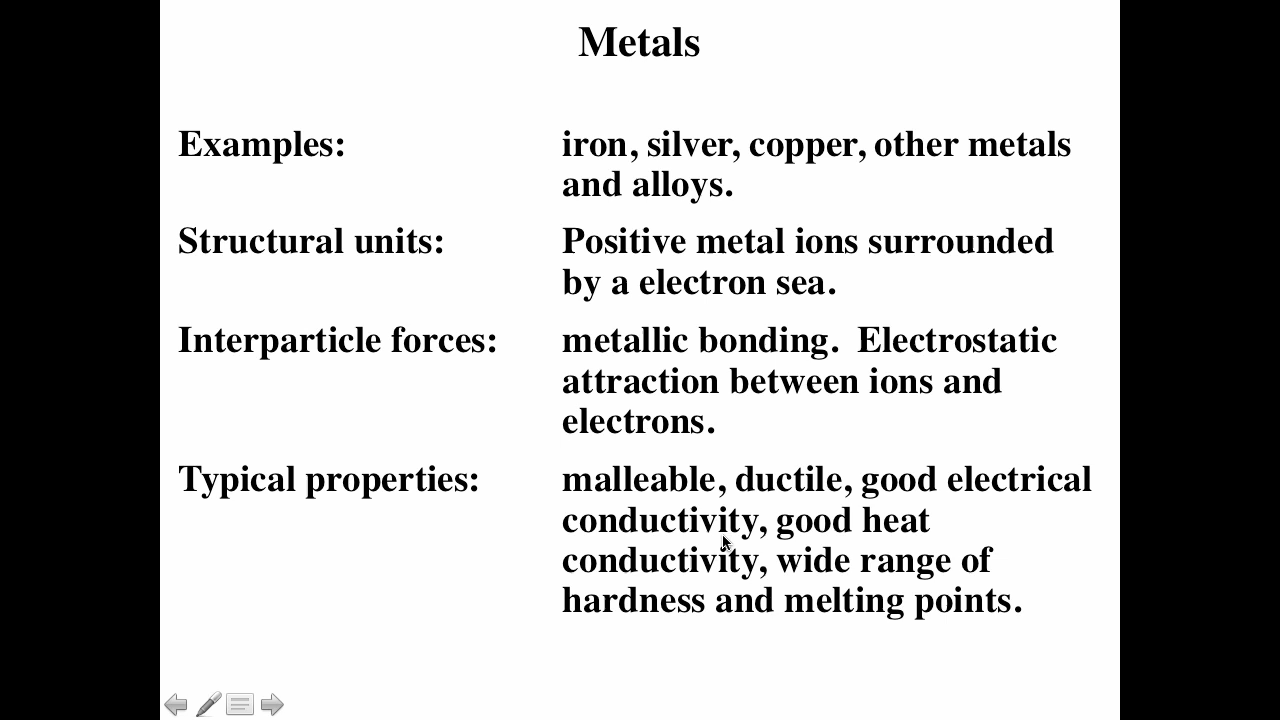 Metals
Examples: iron, silver, copper, other metals
and alloys.
Structural units: Positive metal ions surrounded
by a electron sea.
Interparticle forces: metallic bonding.  Electrostatic
attraction between ions and
electrons.
Typical properties: malleable, ductile, good electrical
conductivity, good heat
conductivity, wide range of
hardness and melting points.